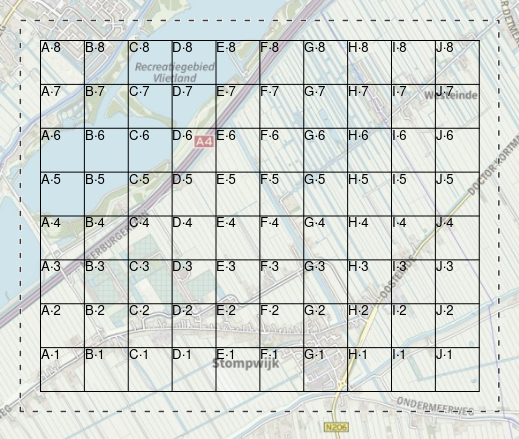 A·8 B·8 C·8 D·8 E·8 F·8 G·8 H·8 I·8 J·8
Recreatiegebied
Vlietland
A·7 B·7 C·7 D·7 E·7 F·7 G·7 H·7 I·7 J·7
Westeinde
A·6 B·6 C·6 D·6 E·6 F·6 G·6 H·6 I·6 J·6
A4
A·5 B·5 C·5 D·5 E·5 F·5 G·5 H·5 I·5 J·5
A·4 B·4 C·4 D·4 E·4 F·4 G·4 H·4 I·4 J·4
A·3 B·3 C·3 D·3 E·3 F·3 G·3 H·3 I·3 J·3
A·2 B·2 C·2 D·2 E·2 F·2 G·2 H·2 I·2 J·2
A·1 B·1 C·1 D·1 E·1 F·1 G·1 H·1 I·1 J·1
Stompwijk
ONDERMEERWEG
N206